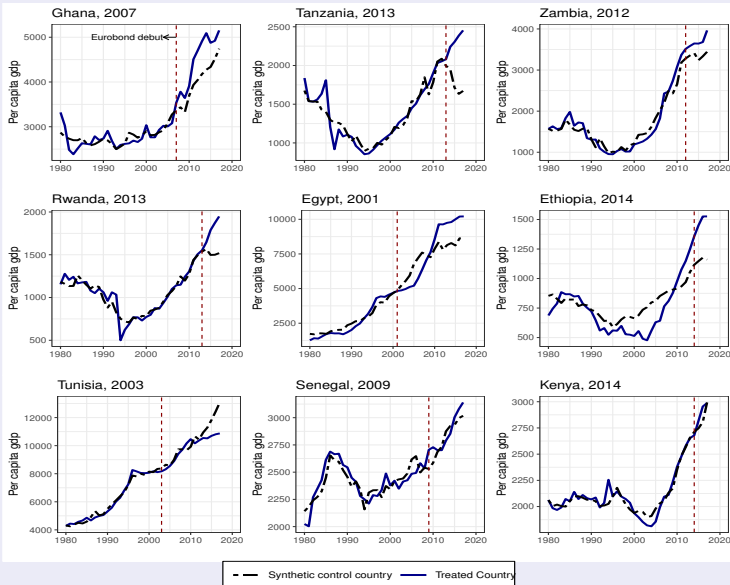 Ghana, 2007
Per capita gdp
5000
4000
3000
Eurobond debut
1980 1990 2000 2010 2020
Tanzania, 2013
Per capita gdp
2500
2000
1500
1000
1980 1990 2000 2010 2020
Zambia, 2012
Per capita gdp
4000
3000
2000
1000
1980 1990 2000 2010 2020
Rwanda, 2013
Per capita gdp
2000
1500
1000
500
1980 1990 2000 2010 2020
Egypt, 2001
Per capita gdp
10000
7500
5000
2500
1980 1990 2000 2010 2020
Ethiopia, 2014
Per capita gdp
1500
1250
1000
750
500
1980 1990 2000 2010 2020
Tunisia, 2003
Per capita gdp
12000
10000
8000
6000
4000
1980 1990 2000 2010 2020
Senegal, 2009
Per capita gdp
3000
2750
2500
2250
2000
1980 1990 2000 2010 2020
Kenya, 2014
Per capita gdp
3000
2750
2500
2250
2000
1980 1990 2000 2010 2020
Synthetic control country Treated Country